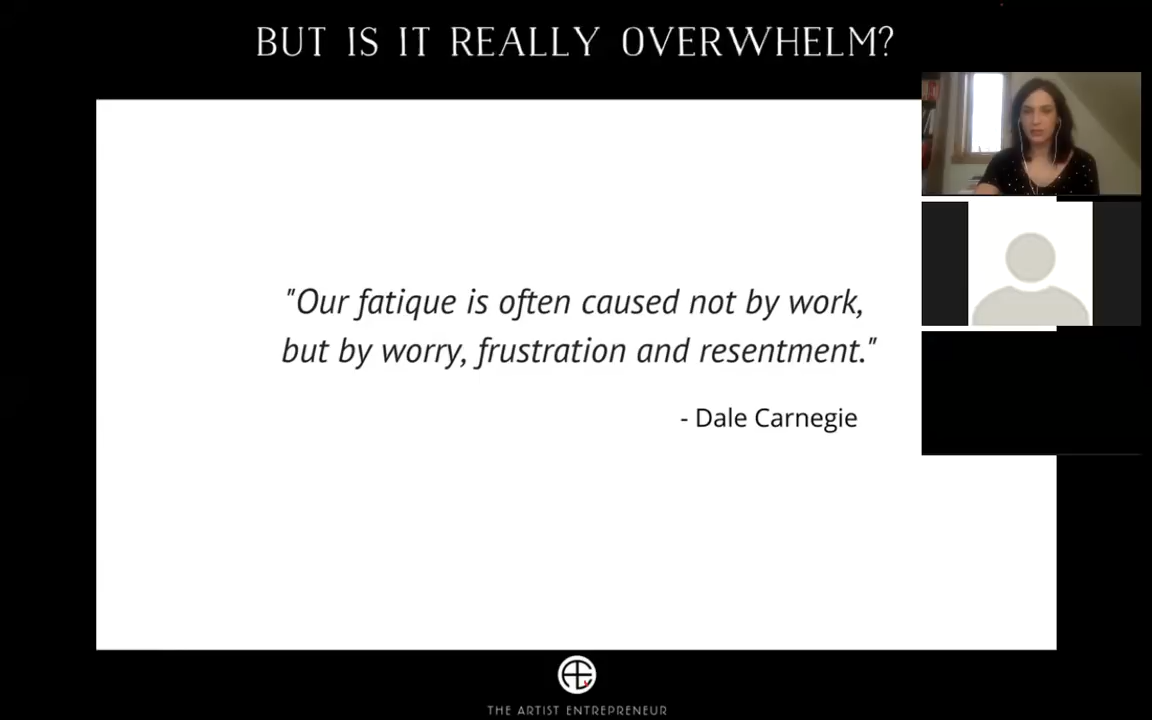 BUT IS IT REALLY OVERWHELM?
"Our fatique is often caused not by work,
but by worry, frustration and resentment."
- Dale Carnegie
THE ARTIST ENTREPRENEUR